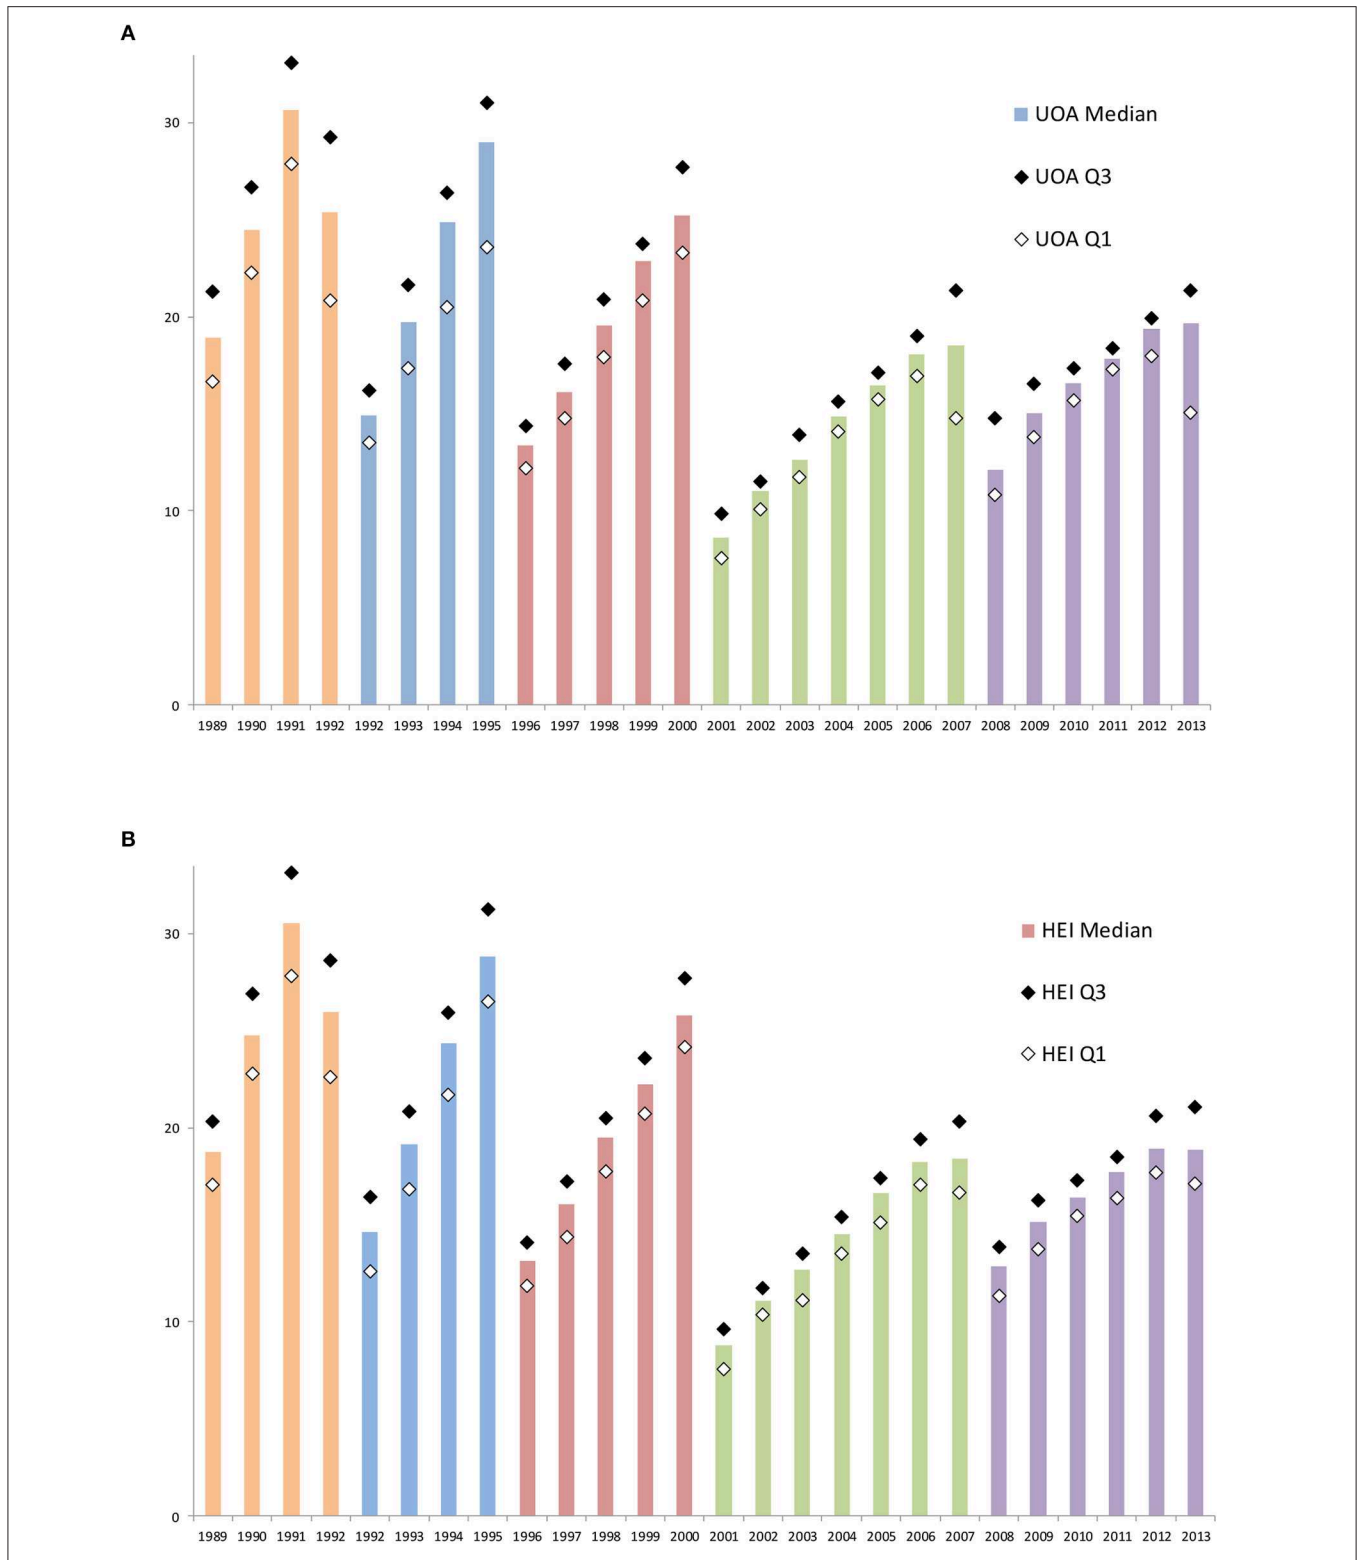 A
30
20
10
0
UOA Median
UOA Q3
UOA Q1
1989 1990 1991 1992 1992 1993 1994 1995 1996 1997 1998 1999 2000 2001 2002 2003 2004 2005 2006 2007 2008 2009 2010 2011 2012 2013
B
30
20
10
0
HEI Median
HEI Q3
HEI Q1
1989 1990 1991 1992 1992 1993 1994 1995 1996 1997 1998 1999 2000 2001 2002 2003 2004 2005 2006 2007 2008 2009 2010 2011 2012 2013